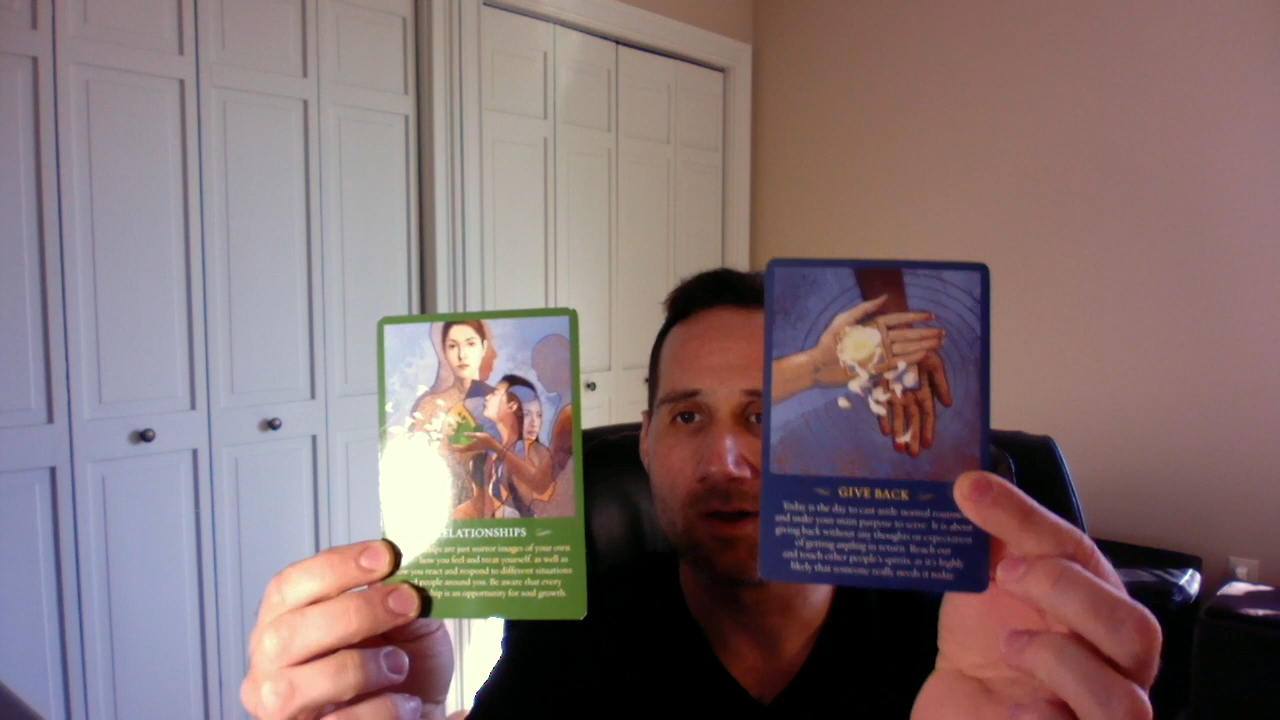 RELATIONSHIPS
are just mirror images of your own
how you feel and treat yourself, as well as
you react and respond to different situations
people around you. Be aware that every
is an opportunity for soul growth.
GIVE BACK
Today is the day to cast aside normal routines
and make your main purpose to serve. It is about
giving back without any thoughts or expectations
of getting anything in return. Reach out
and touch other people's spirits, as it's highly
likely that someone really needs it today.